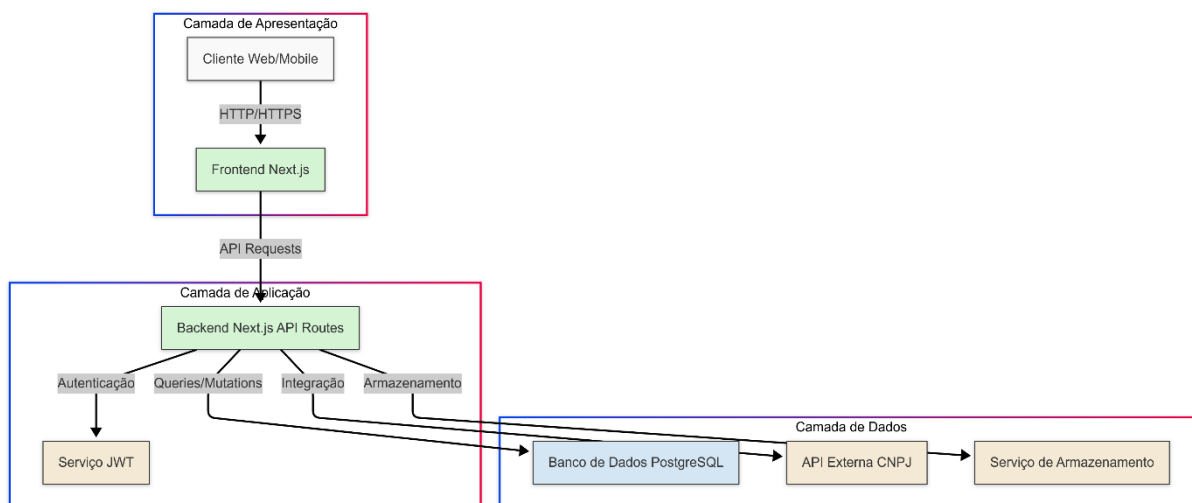 Camada de Apresentação
Cliente Web/Mobile
HTTP/HTTPS
Frontend Next.js
API Requests
Camada de Aplicação
Backend Next.js API Routes
Autenticação
Queries/Mutations
Integração
Armazenamento
Serviço JWT
Camada de Dados
Banco de Dados PostgreSQL
API Externa CNPJ
Serviço de Armazenamento